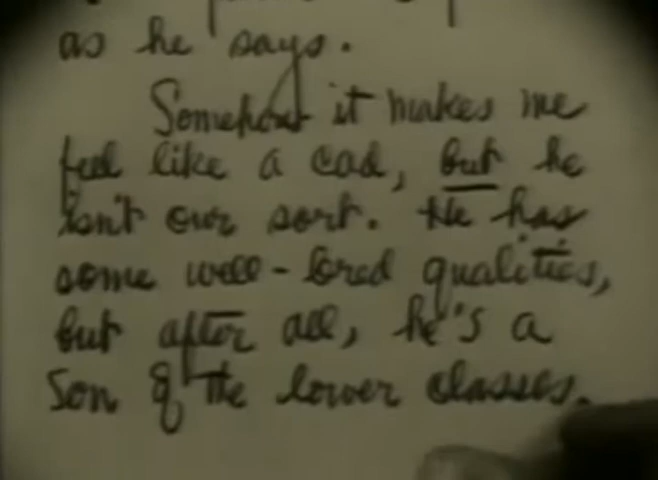 as he says.
Somehow it makes me
feel like a cad, but he
isn't our sort. He has
some well-bred qualities,
but after all, he's a
son of the lower classes.